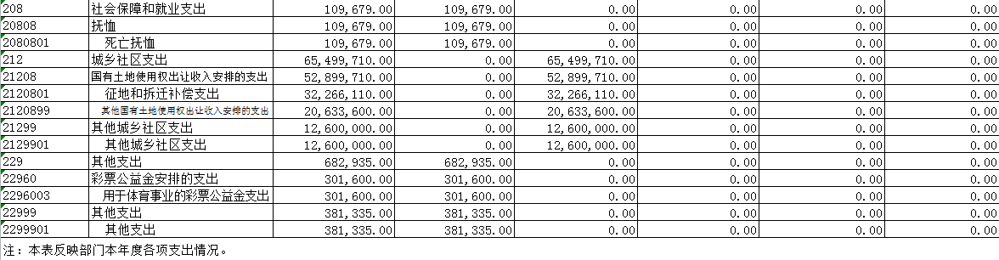 208 社会保障和就业支出 109,679.00 109,679.00 0.00 0.00 0.00 0.00
20808 抚恤 109,679.00 109,679.00 0.00 0.00 0.00 0.00
2080801 死亡抚恤 109,679.00 109,679.00 0.00 0.00 0.00 0.00
212 城乡社区支出 65,499,710.00 0.00 65,499,710.00 0.00 0.00 0.00
21208 国有土地使用权出让收入安排的支出 52,899,710.00 0.00 52,899,710.00 0.00 0.00 0.00
2120801 征地和拆迁补偿支出 32,266,110.00 0.00 32,266,110.00 0.00 0.00 0.00
2120899 其他国有土地使用权出让收入安排的支出 20,633,600.00 0.00 20,633,600.00 0.00 0.00 0.00
21299 其他城乡社区支出 12,600,000.00 0.00 12,600,000.00 0.00 0.00 0.00
2129901 其他城乡社区支出 12,600,000.00 0.00 12,600,000.00 0.00 0.00 0.00
229 其他支出 682,935.00 682,935.00 0.00 0.00 0.00 0.00
22960 彩票公益金安排的支出 301,600.00 301,600.00 0.00 0.00 0.00 0.00
2296003 用于体育事业的彩票公益金支出 301,600.00 301,600.00 0.00 0.00 0.00 0.00
22999 其他支出 381,335.00 381,335.00 0.00 0.00 0.00 0.00
2299901 其他支出 381,335.00 381,335.00 0.00 0.00 0.00 0.00
注：本表反映部门本年度各项支出情况。